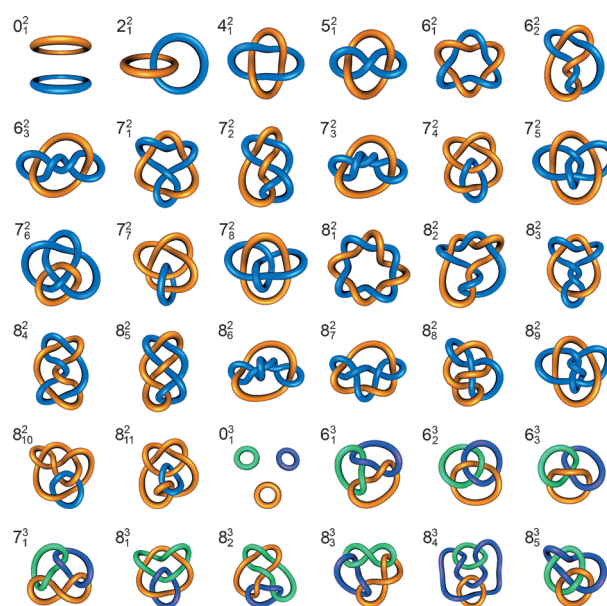 0²₁ 2²₁ 4²₁ 5²₁ 6²₁ 6²₂
6²₃ 7²₁ 7²₂ 7²₃ 7²₄ 7²₅
7²₆ 7²₇ 7²₈ 8²₁ 8²₂ 8²₃
8²₄ 8²₅ 8²₆ 8²₇ 8²₈ 8²₉
8²₁₀ 8²₁₁ 0³₁ 6³₁ 6³₂ 6³₃
7³₁ 8³₁ 8³₂ 8³₃ 8³₄ 8³₅